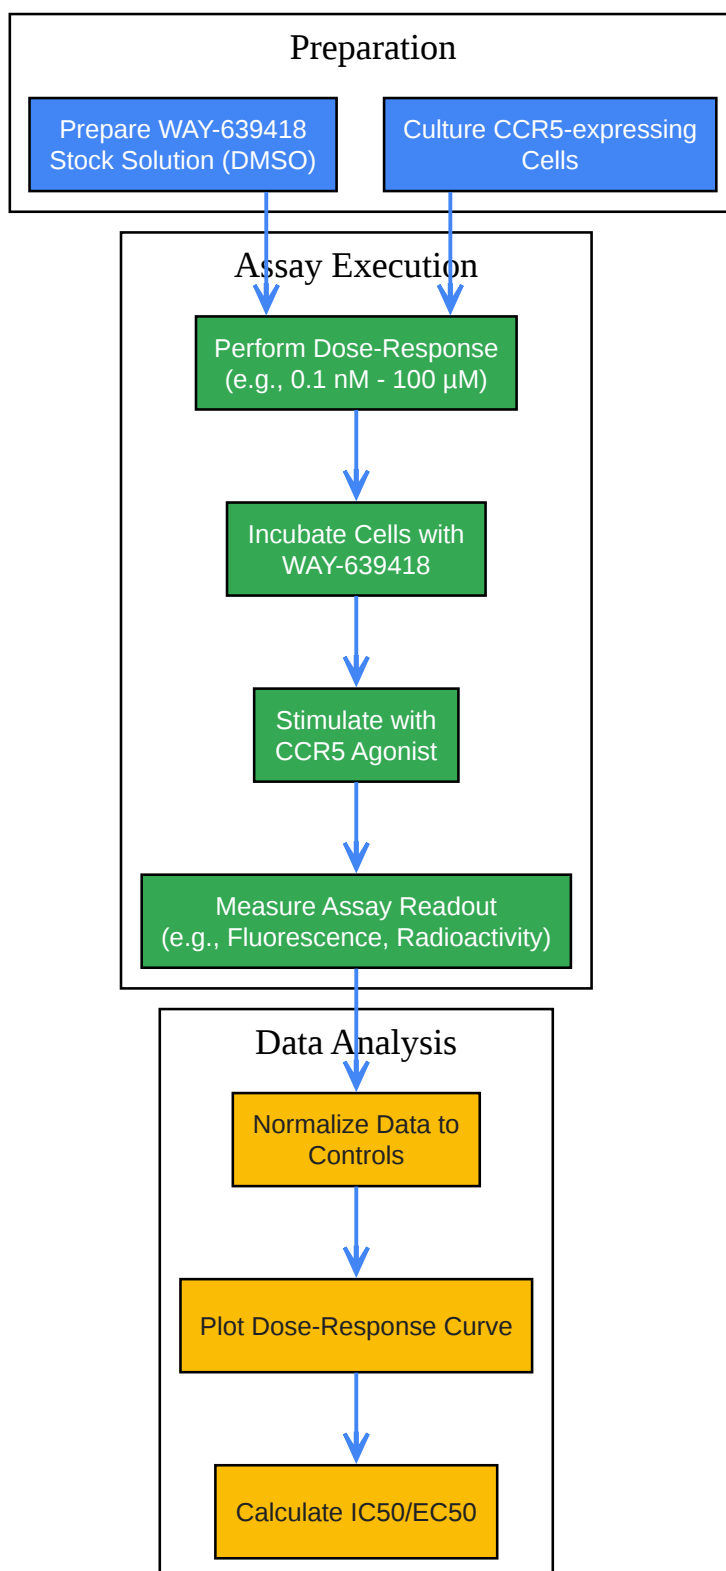 Preparation
Prepare WAY-639418
Stock Solution (DMSO)
Culture CCR5-expressing
Cells
Assay Execution
Perform Dose-Response
(e.g., 0.1 nM - 100 µM)
Incubate Cells with
WAY-639418
Stimulate with
CCR5 Agonist
Measure Assay Readout
(e.g., Fluorescence, Radioactivity)
Data Analysis
Normalize Data to
Controls
Plot Dose-Response Curve
Calculate IC50/EC50